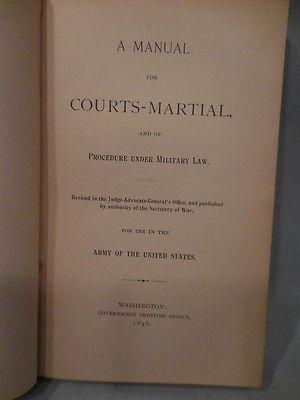 A MANUAL
FOR
COURTS-MARTIAL,
AND OF
PROCEDURE UNDER MILITARY LAW.
Revised in the Judge-Advocate-General's Office, and published
by authority of the Secretary of War,
FOR USE IN THE
ARMY OF THE UNITED STATES.
WASHINGTON:
GOVERNMENT PRINTING OFFICE.
1898.